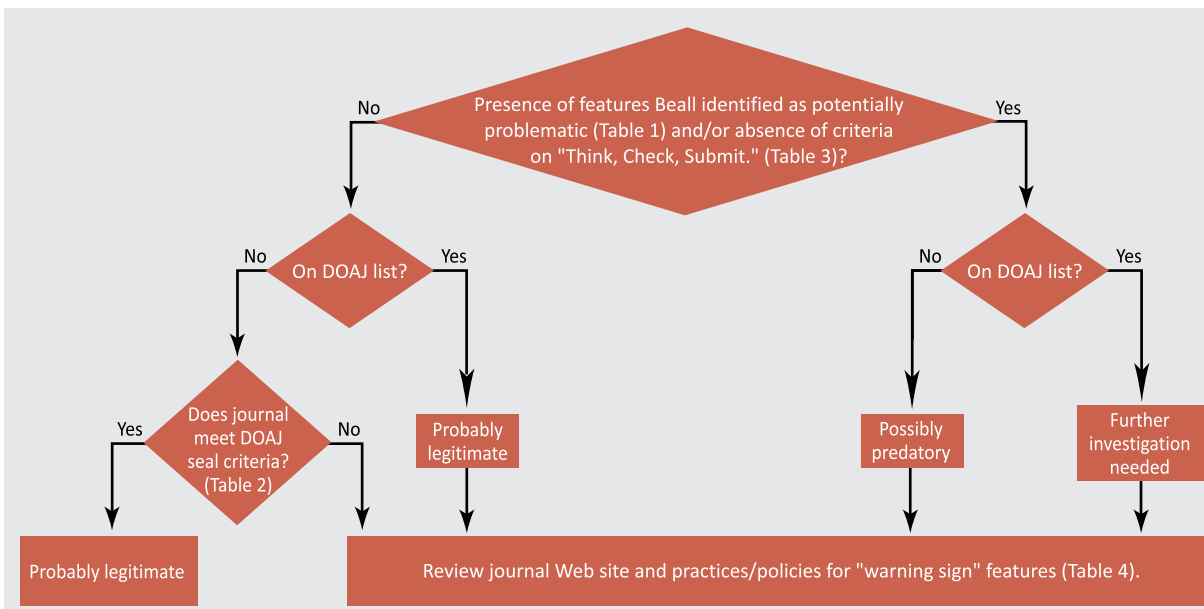 No
Presence of features Beall identified as potentially
problematic (Table 1) and/or absence of criteria
on "Think, Check, Submit." (Table 3)?
Yes
No
On DOAJ list?
Yes
No
On DOAJ list?
Yes
Yes
Does journal
meet DOAJ
seal criteria?
(Table 2)
No
Probably
legitimate
Possibly
predatory
Further
investigation
needed
Probably legitimate
Review journal Web site and practices/policies for "warning sign" features (Table 4).